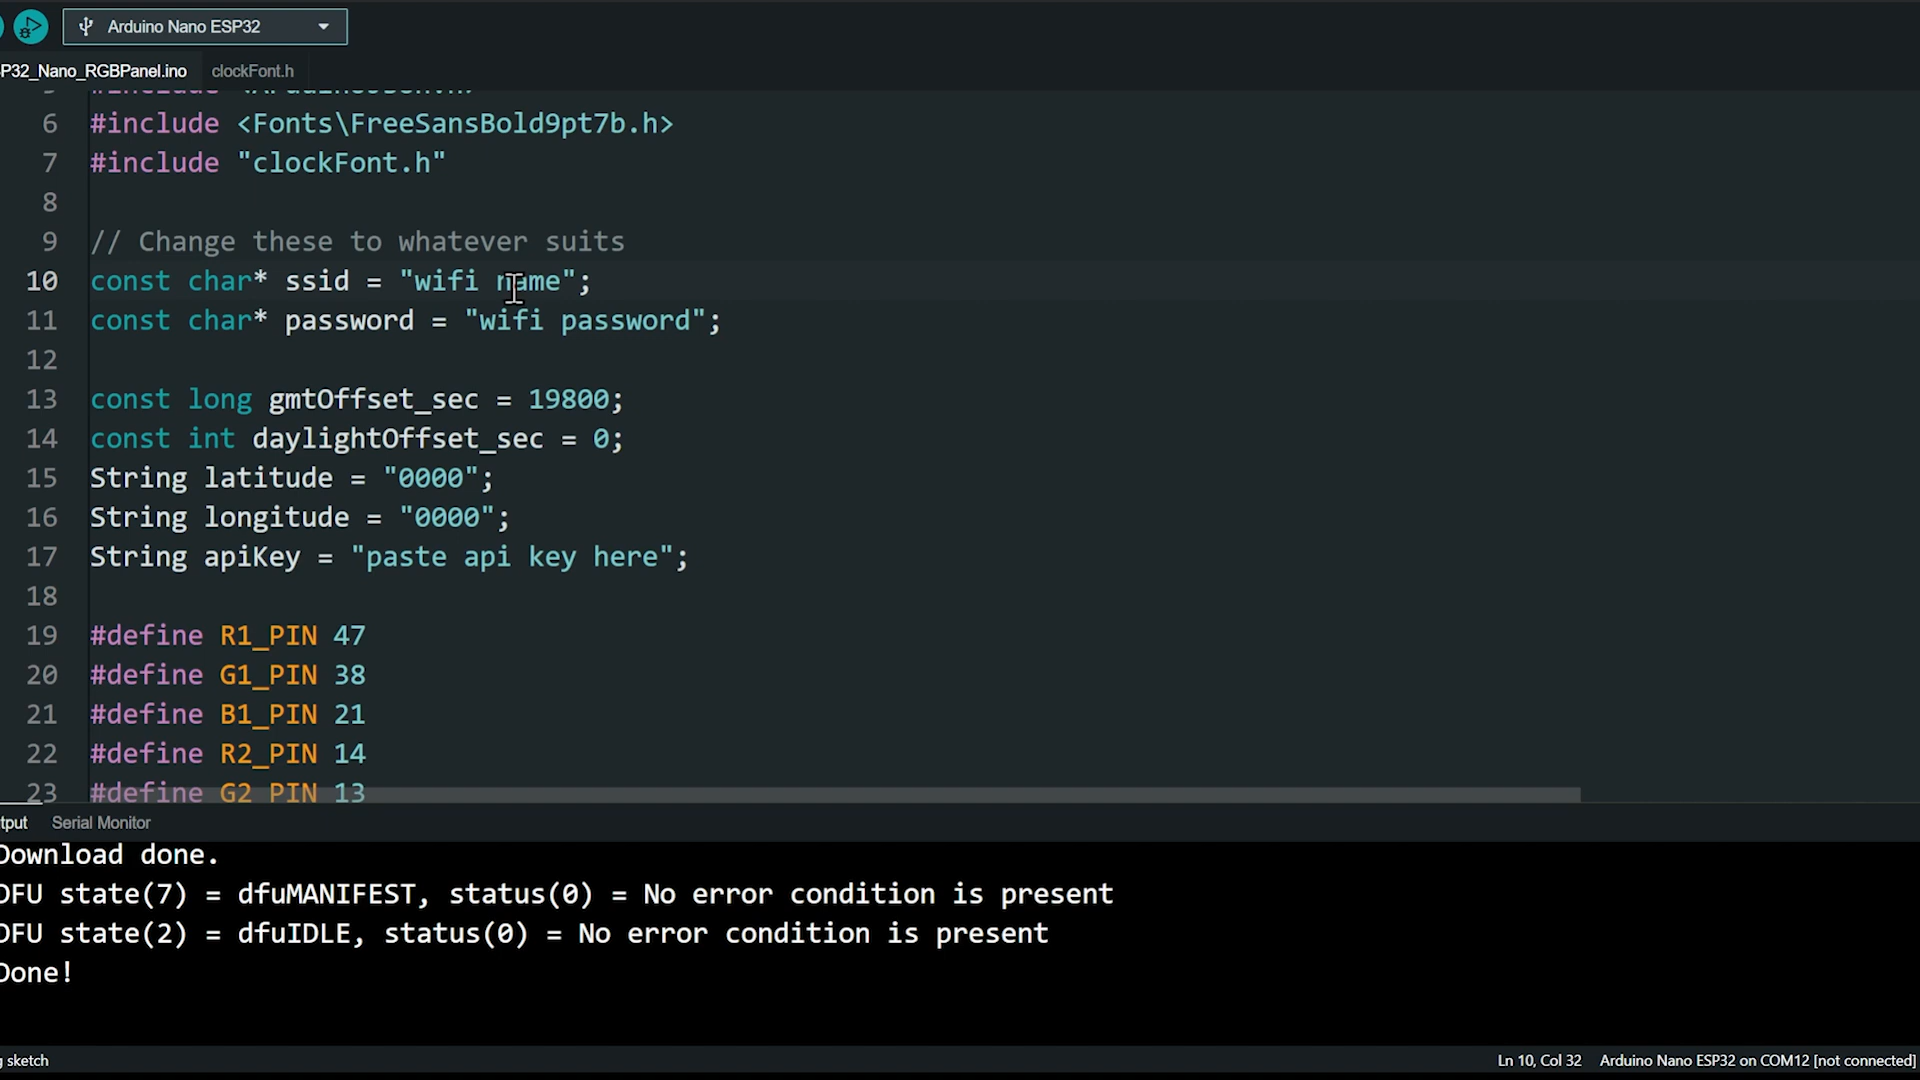 Arduino Nano ESP32
P32_Nano_RGBPanel.ino clockFont.h
6 #include <Fonts\FreeSansBold9pt7b.h>
7 #include "clockFont.h"
8
9 // Change these to whatever suits
10 const char* ssid = "wifi name";
11 const char* password = "wifi password";
12
13 const long gmtOffset_sec = 19800;
14 const int daylightOffset_sec = 0;
15 String latitude = "0000";
16 String longitude = "0000";
17 String apiKey = "paste api key here";
18
19 #define R1_PIN 47
20 #define G1_PIN 38
21 #define B1_PIN 21
22 #define R2_PIN 14
23 #define G2_PIN 13
tput Serial Monitor
Download done.
DFU state(7) = dfuMANIFEST, status(0) = No error condition is present
DFU state(2) = dfuIDLE, status(0) = No error condition is present
Done!
g sketch Ln 10, Col 32 Arduino Nano ESP32 on COM12 [not connected]